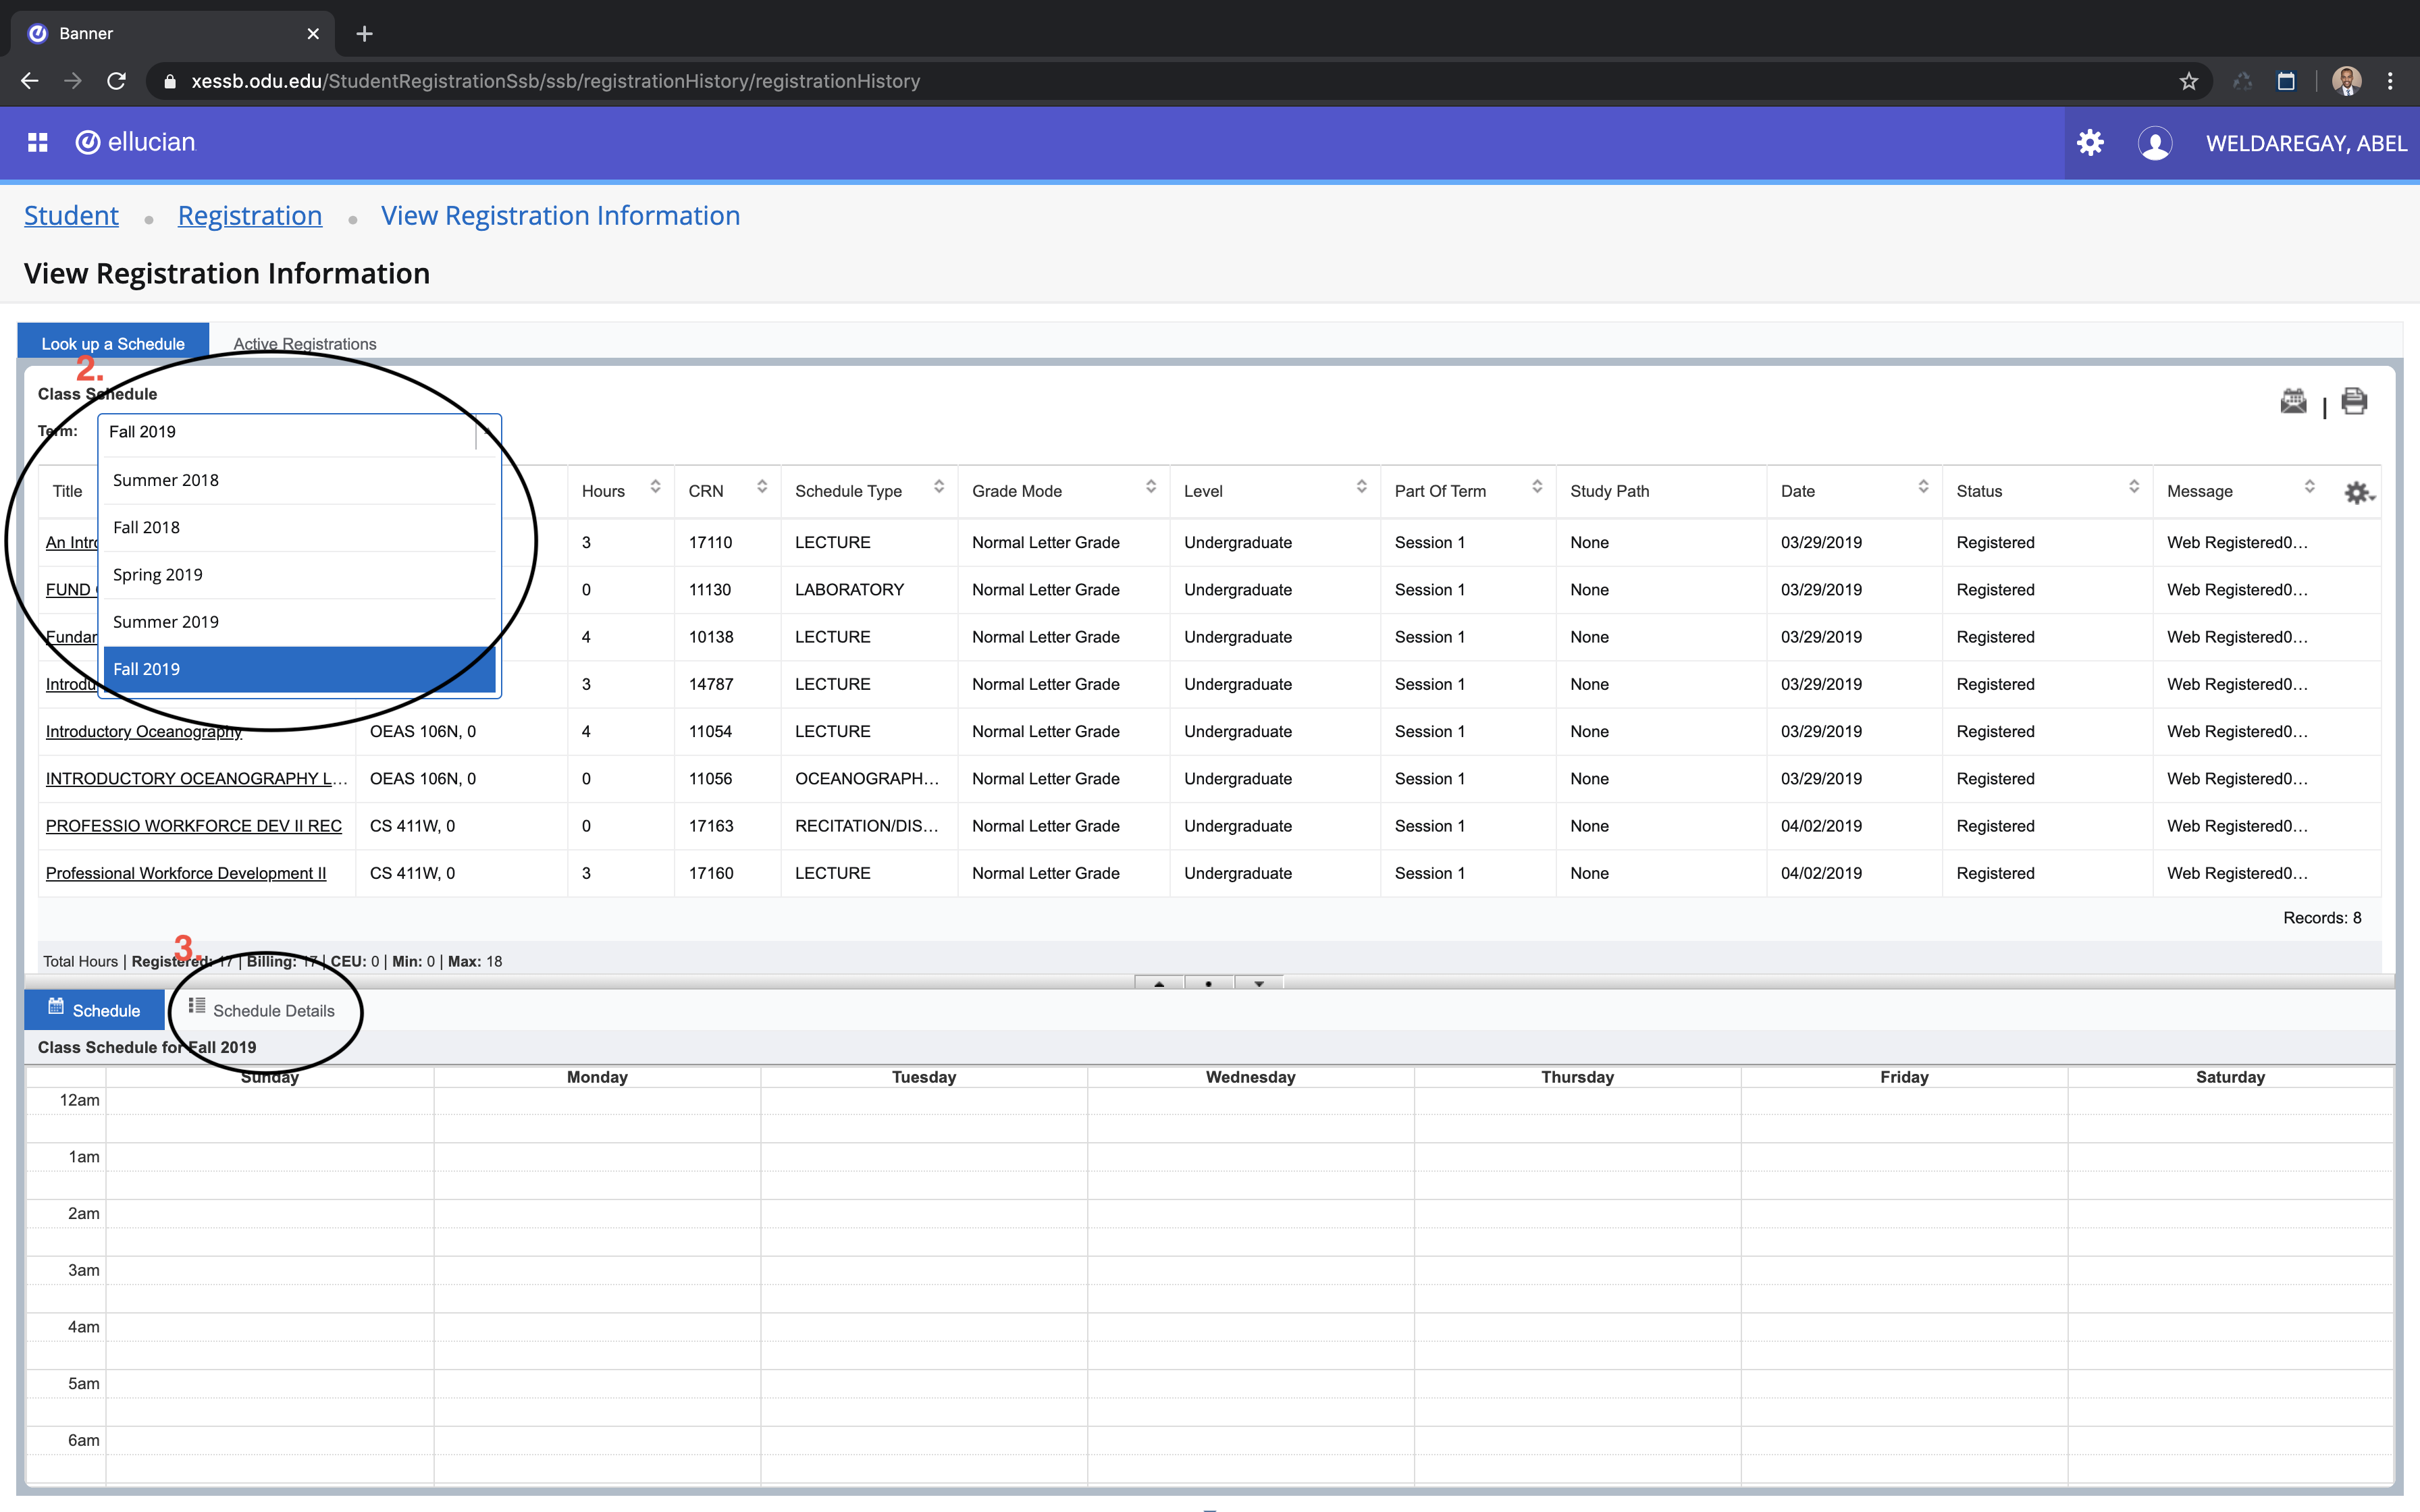 Banner
xessb.odu.edu/StudentRegistrationSsb/ssb/registrationHistory/registrationHistory
ellucian
WELDAREGAY, ABEL
Student • Registration • View Registration Information
View Registration Information
Look up a Schedule Active Registrations
2.
Class Schedule
Term: Fall 2019
Summer 2018
Fall 2018
Spring 2019
Summer 2019
Fall 2019
Title Hours CRN Schedule Type Grade Mode Level Part Of Term Study Path Date Status Message
An Intro 3 17110 LECTURE Normal Letter Grade Undergraduate Session 1 None 03/29/2019 Registered Web Registered0...
FUND 0 11130 LABORATORY Normal Letter Grade Undergraduate Session 1 None 03/29/2019 Registered Web Registered0...
Fundar 4 10138 LECTURE Normal Letter Grade Undergraduate Session 1 None 03/29/2019 Registered Web Registered0...
Introdu 3 14787 LECTURE Normal Letter Grade Undergraduate Session 1 None 03/29/2019 Registered Web Registered0...
Introductory Oceanography OEAS 106N, 0 4 11054 LECTURE Normal Letter Grade Undergraduate Session 1 None 03/29/2019 Registered Web Registered0...
INTRODUCTORY OCEANOGRAPHY L... OEAS 106N, 0 0 11056 OCEANOGRAPH... Normal Letter Grade Undergraduate Session 1 None 03/29/2019 Registered Web Registered0...
PROFESSIO WORKFORCE DEV II REC CS 411W, 0 0 17163 RECITATION/DIS... Normal Letter Grade Undergraduate Session 1 None 04/02/2019 Registered Web Registered0...
Professional Workforce Development II CS 411W, 0 3 17160 LECTURE Normal Letter Grade Undergraduate Session 1 None 04/02/2019 Registered Web Registered0...
Records: 8
3.
Total Hours | Registered: 17 | Billing: 17 | CEU: 0 | Min: 0 | Max: 18
Schedule Schedule Details
Class Schedule for Fall 2019
Sunday Monday Tuesday Wednesday Thursday Friday Saturday
12am
1am
2am
3am
4am
5am
6am